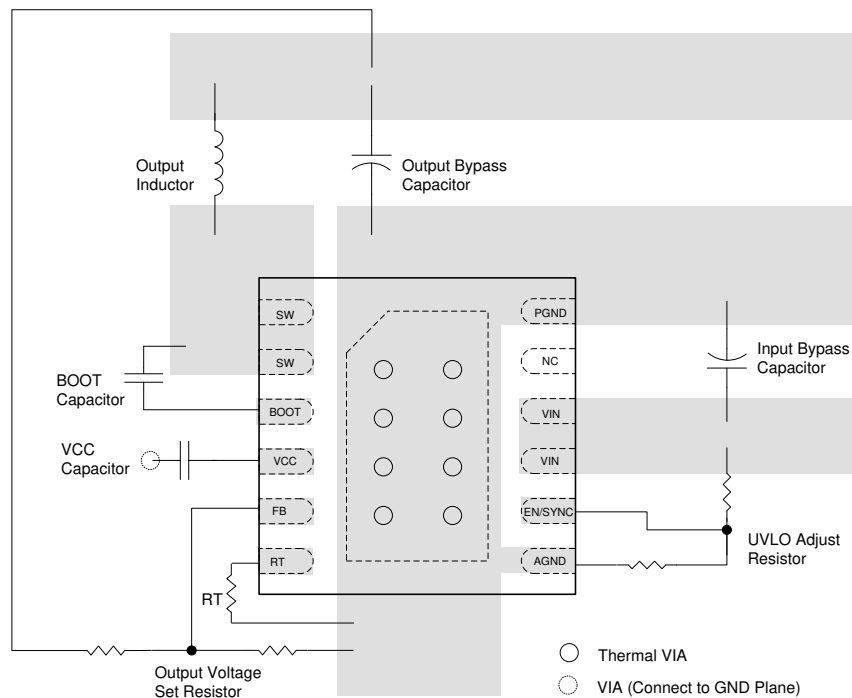 Output
Inductor
Output Bypass
Capacitor
SW
PGND
SW
NC
Input Bypass
Capacitor
BOOT
Capacitor
BOOT
VIN
VCC
Capacitor
VCC
VIN
FB
EN/SYNC
UVLO Adjust
Resistor
RT
AGND
RT
Output Voltage
Set Resistor
Thermal VIA
VIA (Connect to GND Plane)